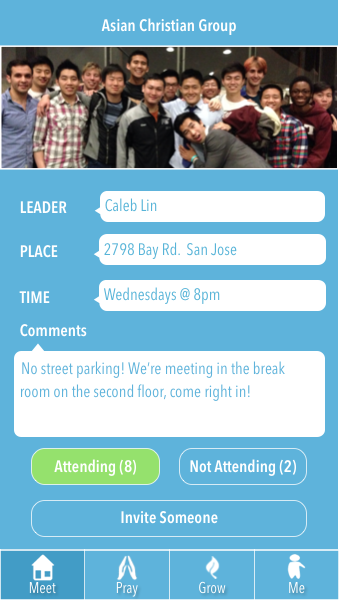 Asian Christian Group
LEADER
Caleb Lin
PLACE
2798 Bay Rd.  San Jose
TIME
Wednesdays @ 8pm
Comments
No street parking! We're meeting in the break
room on the second floor, come right in!
Attending (8)
Not Attending (2)
Invite Someone
Meet
Pray
Grow
Me